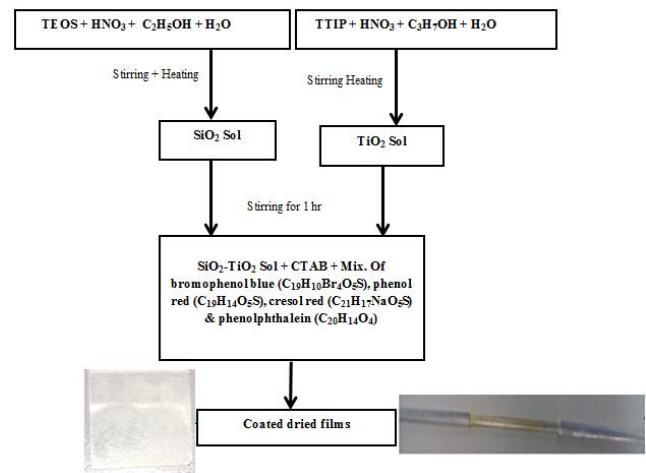 TEOS + HNO₃ + C₂H₅OH + H₂O
TTIP + HNO₃ + C₃H₇OH + H₂O
Stirring + Heating
Stirring Heating
SiO₂ Sol
TiO₂ Sol
Stirring for 1 hr
SiO₂-TiO₂ Sol + CTAB + Mix. Of
bromophenol blue (C₁₉H₁₀Br₄O₅S), phenol
red (C₁₉H₁₄O₅S), cresol red (C₂₁H₁₇NaO₅S)
& phenolphthalein (C₂₀H₁₄O₄)
Coated dried films